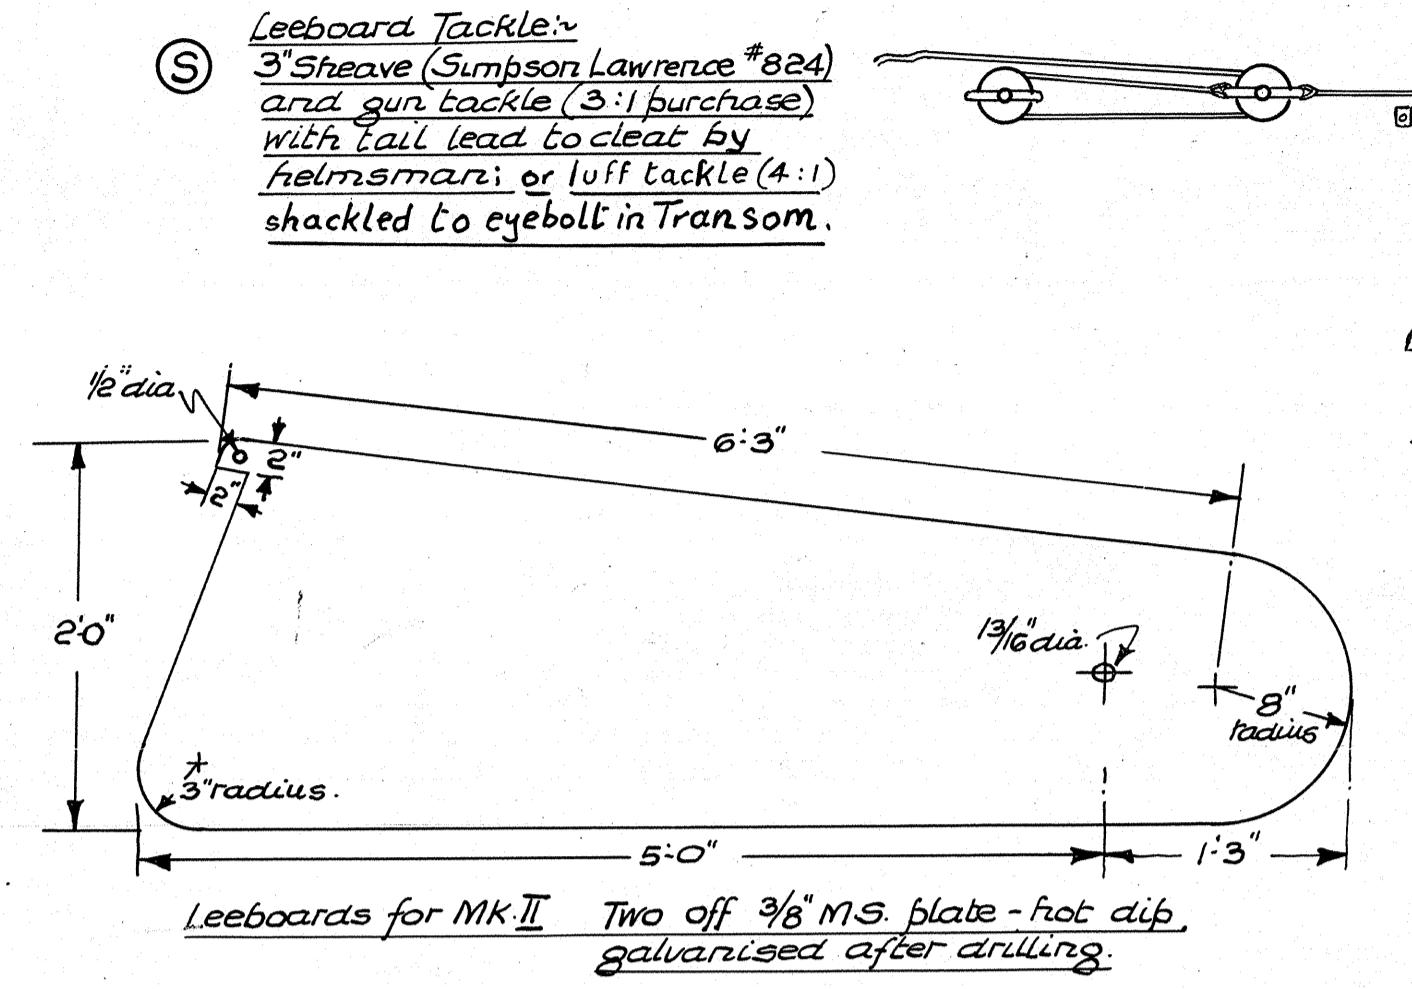 S
Leeboard Tackle:~
3" Sheave (Simpson Lawrence #824)
and gun tackle (3:1 purchase)
with tail lead to cleat by
helmsman; or luff tackle (4:1)
shackled to eyebolt in Transom.
1/2" dia.
6'-3"
2"
2"
2'-0"
13/16" dia.
8"
radius
3" radius.
5'-0"
1'-3"
Leeboards for MK.II Two off 3/8" M.S. plate - hot dip
galvanised after drilling.